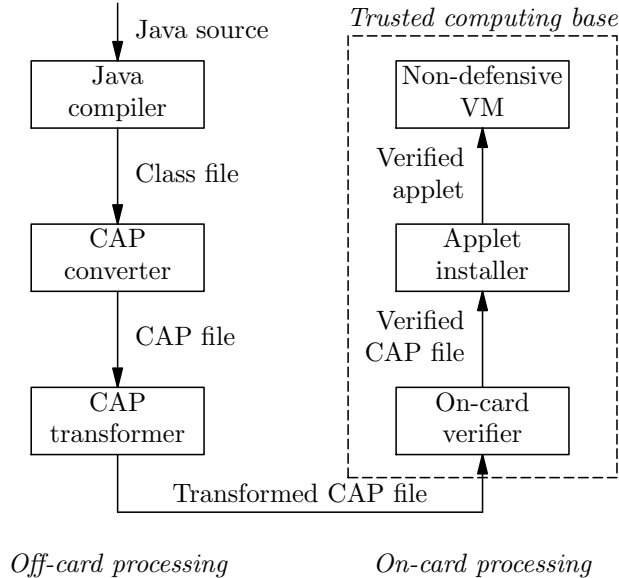 Java source
Java
compiler
Class file
CAP
converter
CAP file
CAP
transformer
Transformed CAP file
Off-card processing
Trusted computing base
Non-defensive
VM
Verified
applet
Applet
installer
Verified
CAP file
On-card
verifier
On-card processing